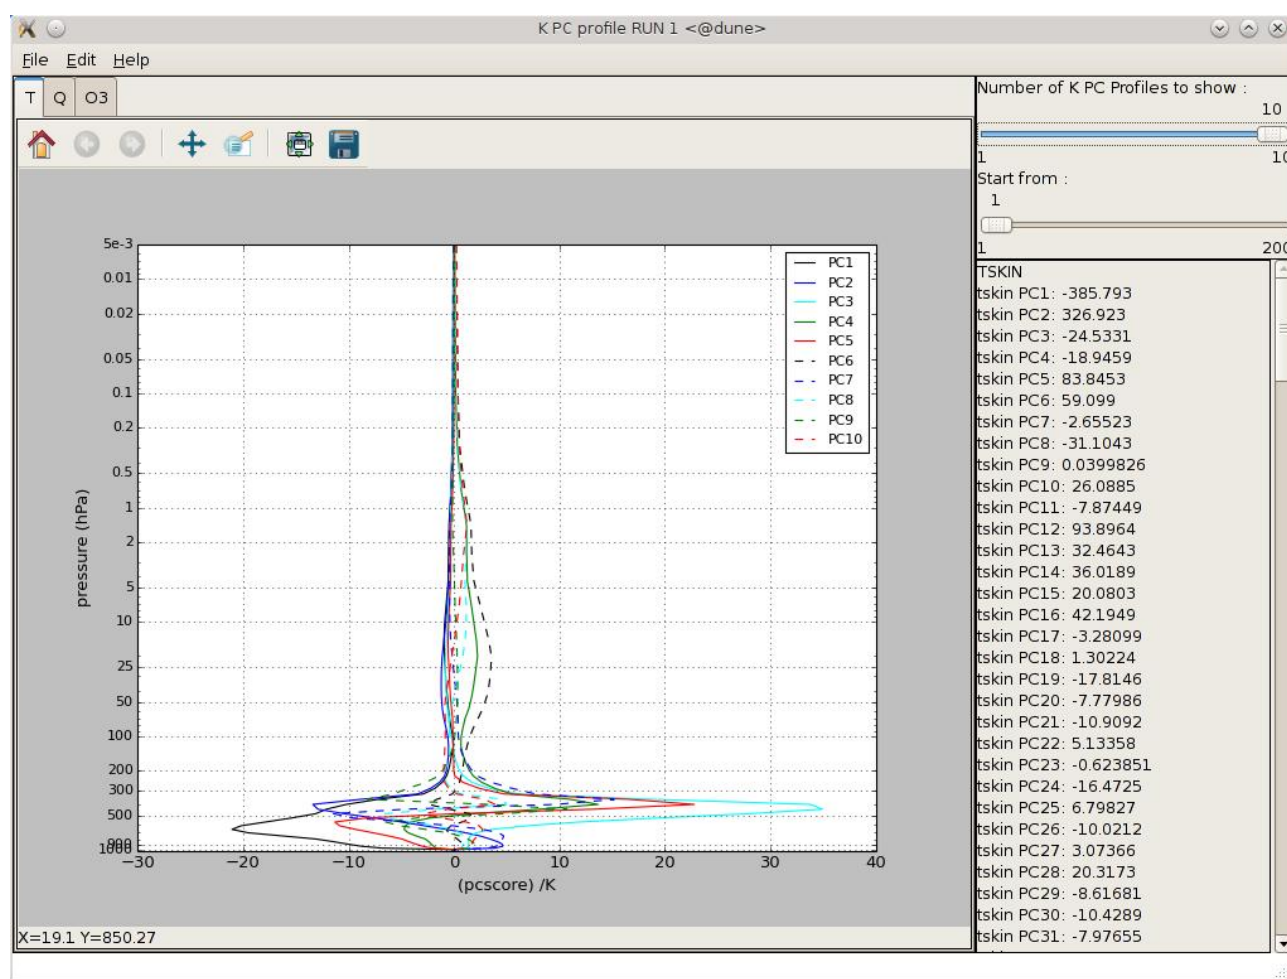 K PC profile RUN 1 <@dune>
File Edit Help
T Q O3
5e-3
0.01
0.02
0.05
0.1
0.2
0.5
1
2
5
10
25
50
100
200
300
500
900
1000
pressure (hPa)
−30 −20 −10 0 10 20 30 40
(pcscore) /K
PC1
PC2
PC3
PC4
PC5
PC6
PC7
PC8
PC9
PC10
X=19.1 Y=850.27
Number of K PC Profiles to show :
10
1 10
Start from :
1
1 200
TSKIN
tskin PC1: -385.793
tskin PC2: 326.923
tskin PC3: -24.5331
tskin PC4: -18.9459
tskin PC5: 83.8453
tskin PC6: 59.099
tskin PC7: -2.65523
tskin PC8: -31.1043
tskin PC9: 0.0399826
tskin PC10: 26.0885
tskin PC11: -7.87449
tskin PC12: 93.8964
tskin PC13: 32.4643
tskin PC14: 36.0189
tskin PC15: 20.0803
tskin PC16: 42.1949
tskin PC17: -3.28099
tskin PC18: 1.30224
tskin PC19: -17.8146
tskin PC20: -7.77986
tskin PC21: -10.9092
tskin PC22: 5.13358
tskin PC23: -0.623851
tskin PC24: -16.4725
tskin PC25: 6.79827
tskin PC26: -10.0212
tskin PC27: 3.07366
tskin PC28: 20.3173
tskin PC29: -8.61681
tskin PC30: -10.4289
tskin PC31: -7.97655